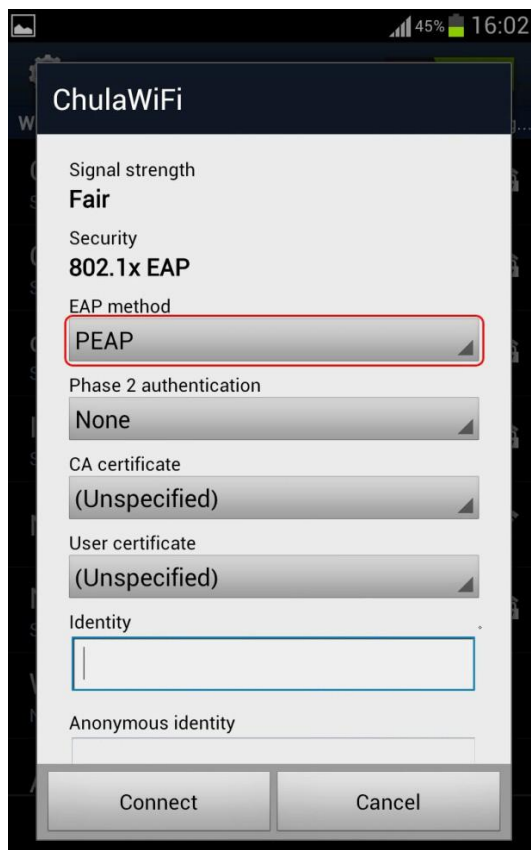 45% 16:02
ChulaWiFi
Signal strength
Fair
Security
802.1x EAP
EAP method
PEAP
Phase 2 authentication
None
CA certificate
(Unspecified)
User certificate
(Unspecified)
Identity
Anonymous identity
Connect Cancel